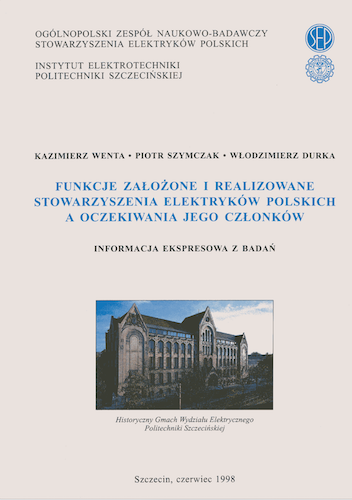 OGÓLNOPOLSKI ZESPÓŁ NAUKOWO-BADAWCZY
STOWARZYSZENIA ELEKTRYKÓW POLSKICH
INSTYTUT ELEKTROTECHNIKI
POLITECHNIKI SZCZECIŃSKIEJ
SEP
KAZIMIERZ WENTA • PIOTR SZYMCZAK • WŁODZIMIERZ DURKA
FUNKCJE ZAŁOŻONE I REALIZOWANE
STOWARZYSZENIA ELEKTRYKÓW POLSKICH
A OCZEKIWANIA JEGO CZŁONKÓW
INFORMACJA EKSPRESOWA Z BADAŃ
Historyczny Gmach Wydziału Elektrycznego
Politechniki Szczecińskiej
Szczecin, czerwiec 1998